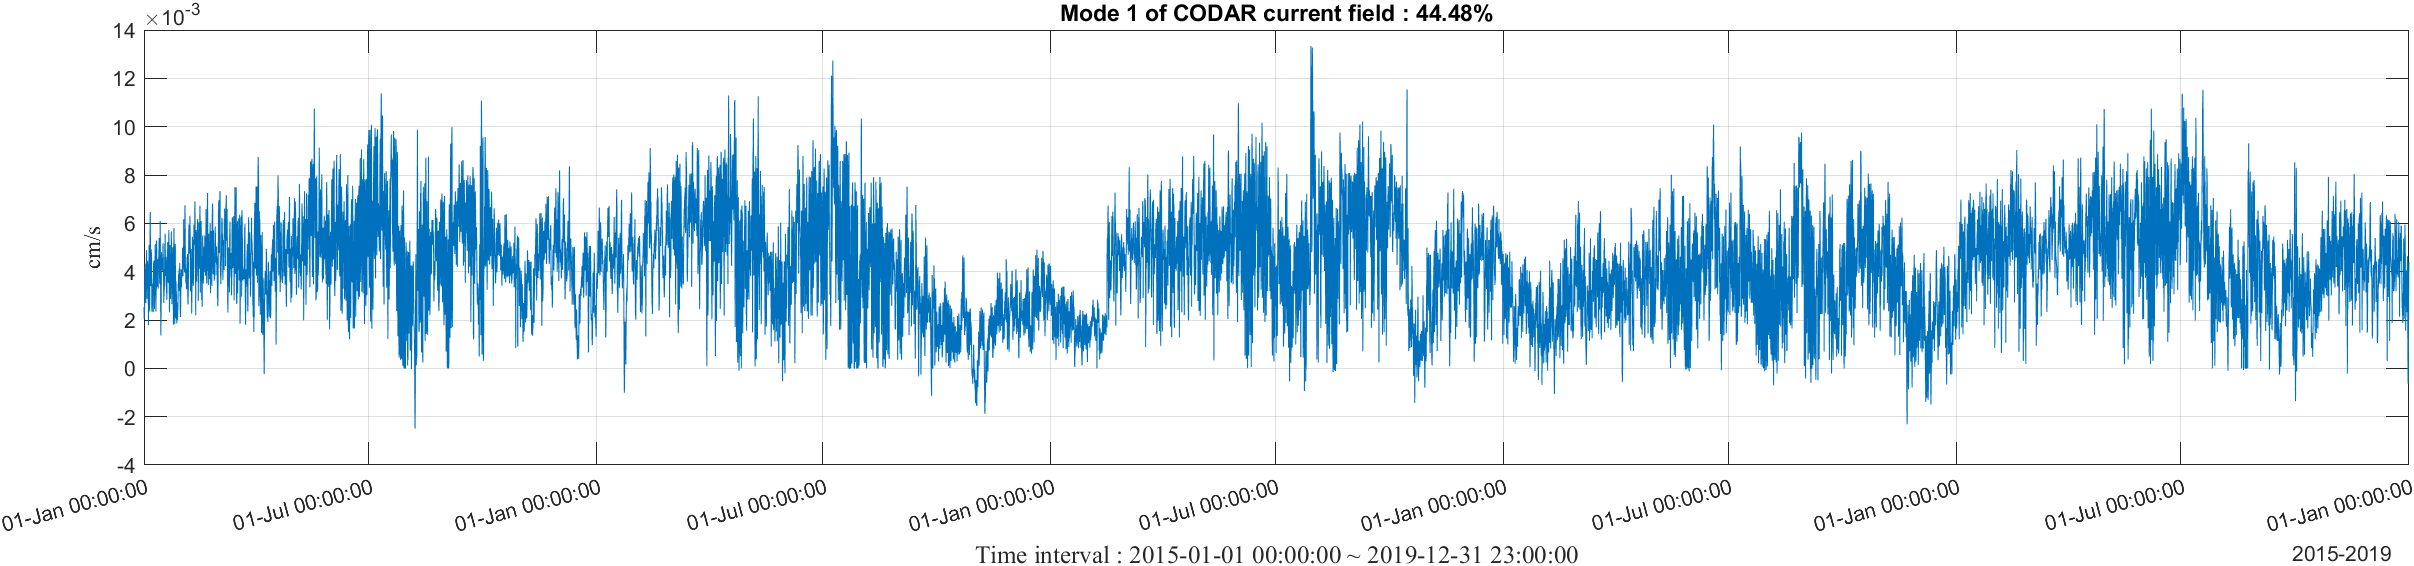 Mode 1 of CODAR current field : 44.48%
×10-3
14
12
10
8
6
4
2
0
-2
-4
cm/s
01-Jan 00:00:00
01-Jul 00:00:00
01-Jan 00:00:00
01-Jul 00:00:00
01-Jan 00:00:00
01-Jul 00:00:00
01-Jan 00:00:00
01-Jul 00:00:00
01-Jan 00:00:00
01-Jul 00:00:00
01-Jan 00:00:00
Time interval : 2015-01-01 00:00:00 ~ 2019-12-31 23:00:00
2015-2019